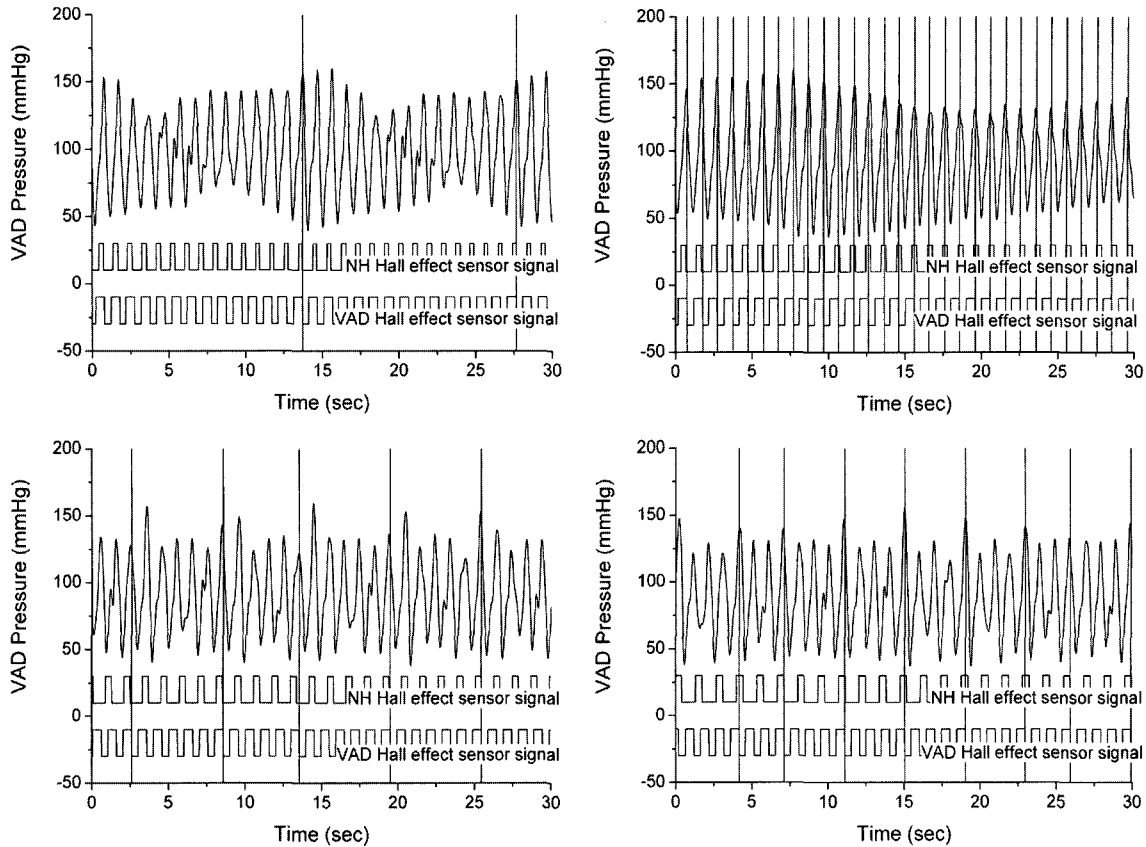 200
150
100
50
0
-50
VAD Pressure (mmHg)
NH Hall effect sensor signal
VAD Hall effect sensor signal
0 5 10 15 20 25 30
Time (sec)
200
150
100
50
0
-50
VAD Pressure (mmHg)
NH Hall effect sensor signal
VAD Hall effect sensor signal
0 5 10 15 20 25 30
Time (sec)
200
150
100
50
0
-50
VAD Pressure (mmHg)
NH Hall effect sensor signal
VAD Hall effect sensor signal
0 5 10 15 20 25 30
Time (sec)
200
150
100
50
0
-50
VAD Pressure (mmHg)
NH Hall effect sensor signal
VAD Hall effect sensor signal
0 5 10 15 20 25 30
Time (sec)